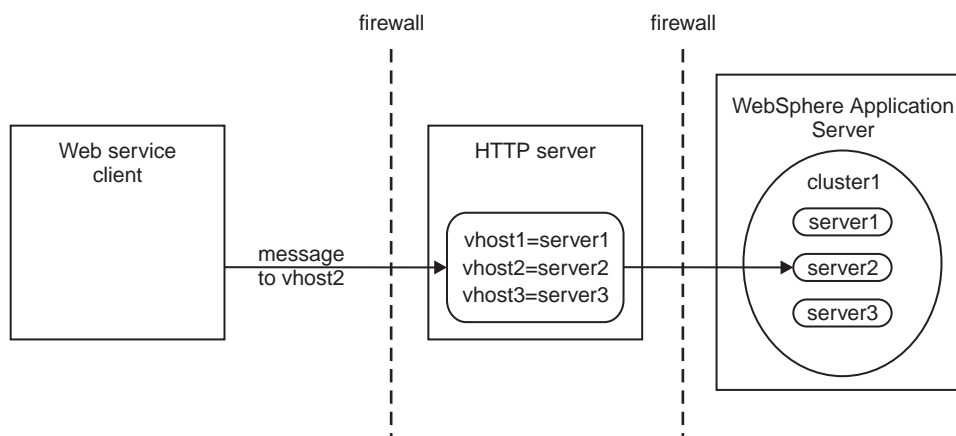 firewall
firewall
Web service
client
message
to vhost2
HTTP server
vhost1=server1
vhost2=server2
vhost3=server3
WebSphere Application
Server
cluster1
server1
server2
server3